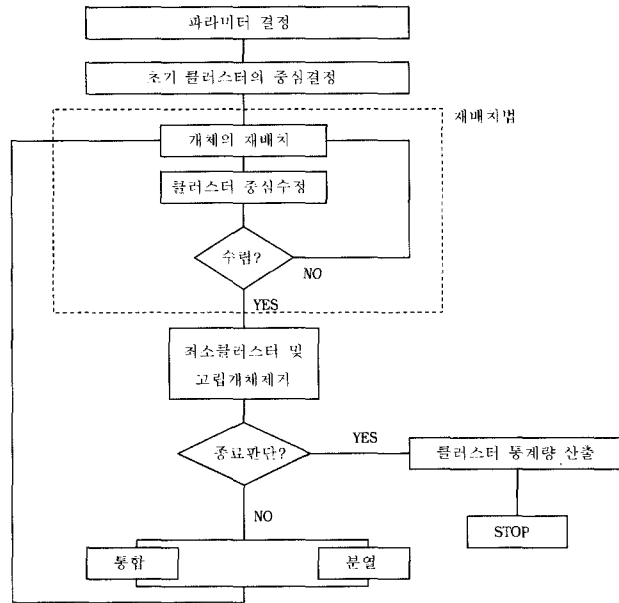 파라미터 결정
초기 클러스터의 중심결정
재배치법
개체의 재배치
클러스터 중심수정
수렴?
NO
YES
최소클러스터 및
고립개체제거
종료판단?
YES
클러스터 통계량 산출
NO
STOP
통합
분열